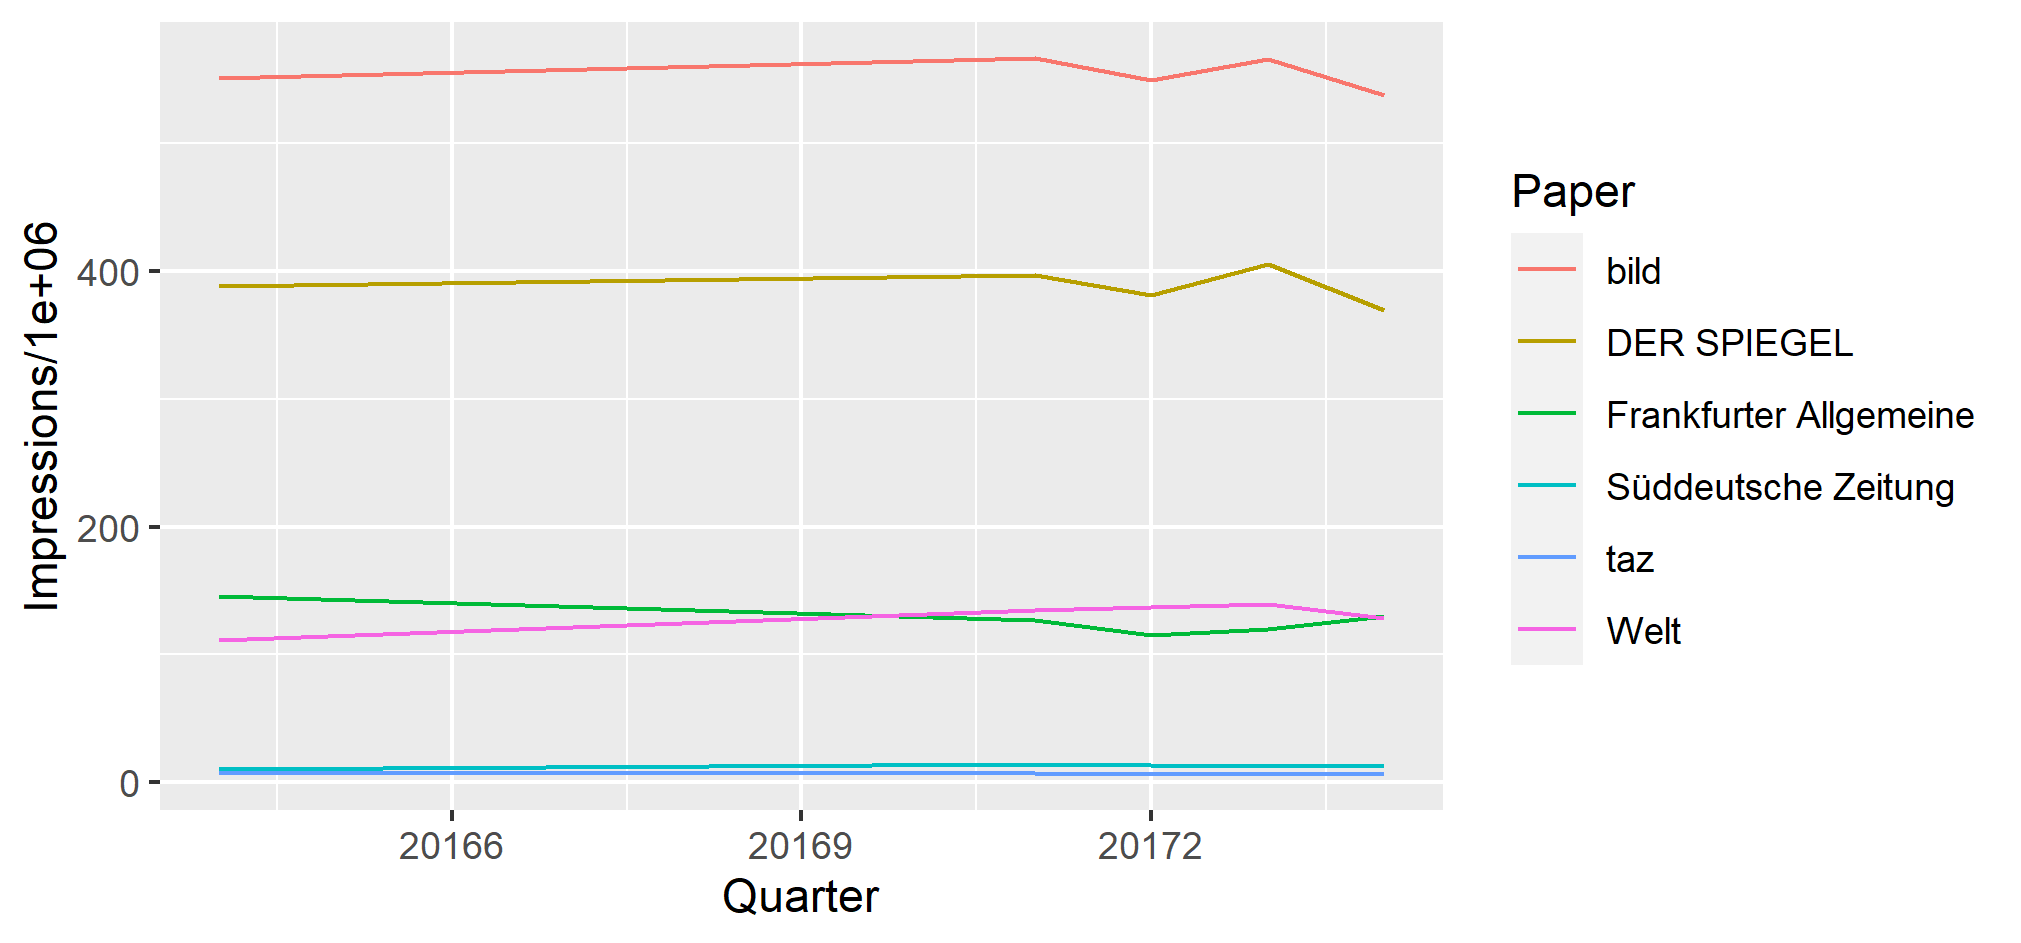 Impressions/1e+06
400
200
0
20166
20169
20172
Quarter
Paper
bild
DER SPIEGEL
Frankfurter Allgemeine
Süddeutsche Zeitung
taz
Welt